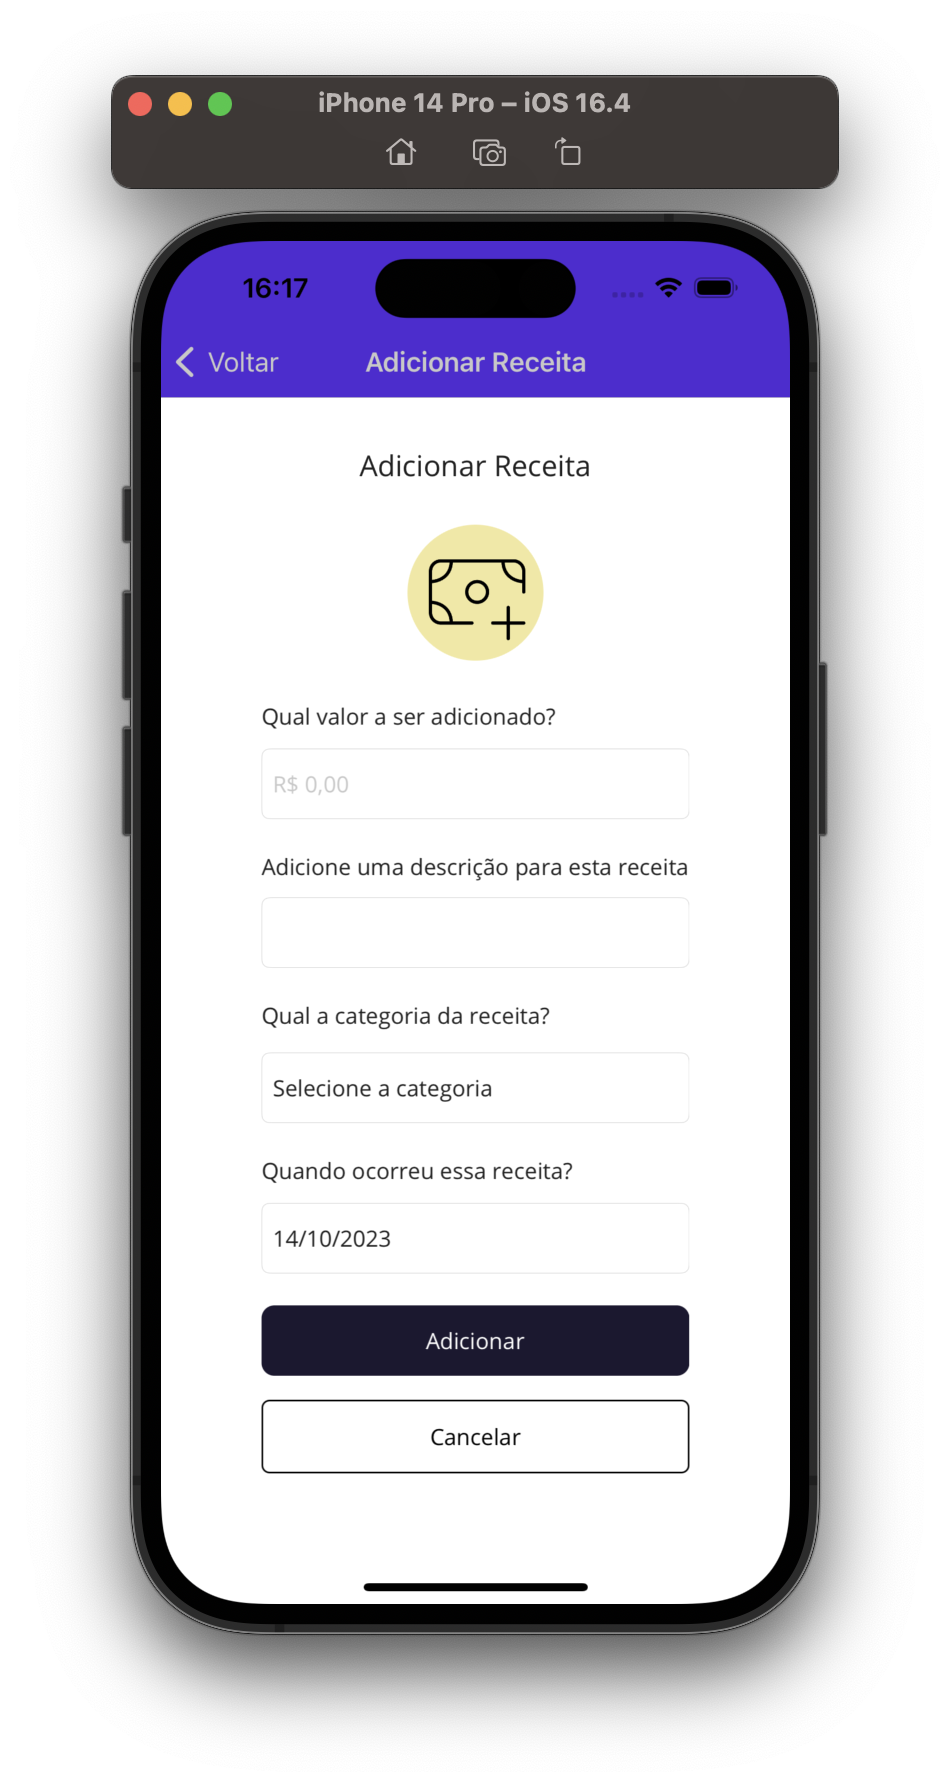 iPhone 14 Pro – iOS 16.4
16:17
Voltar
Adicionar Receita
Adicionar Receita
Qual valor a ser adicionado?
R$ 0,00
Adicione uma descrição para esta receita
Qual a categoria da receita?
Selecione a categoria
Quando ocorreu essa receita?
14/10/2023
Adicionar
Cancelar